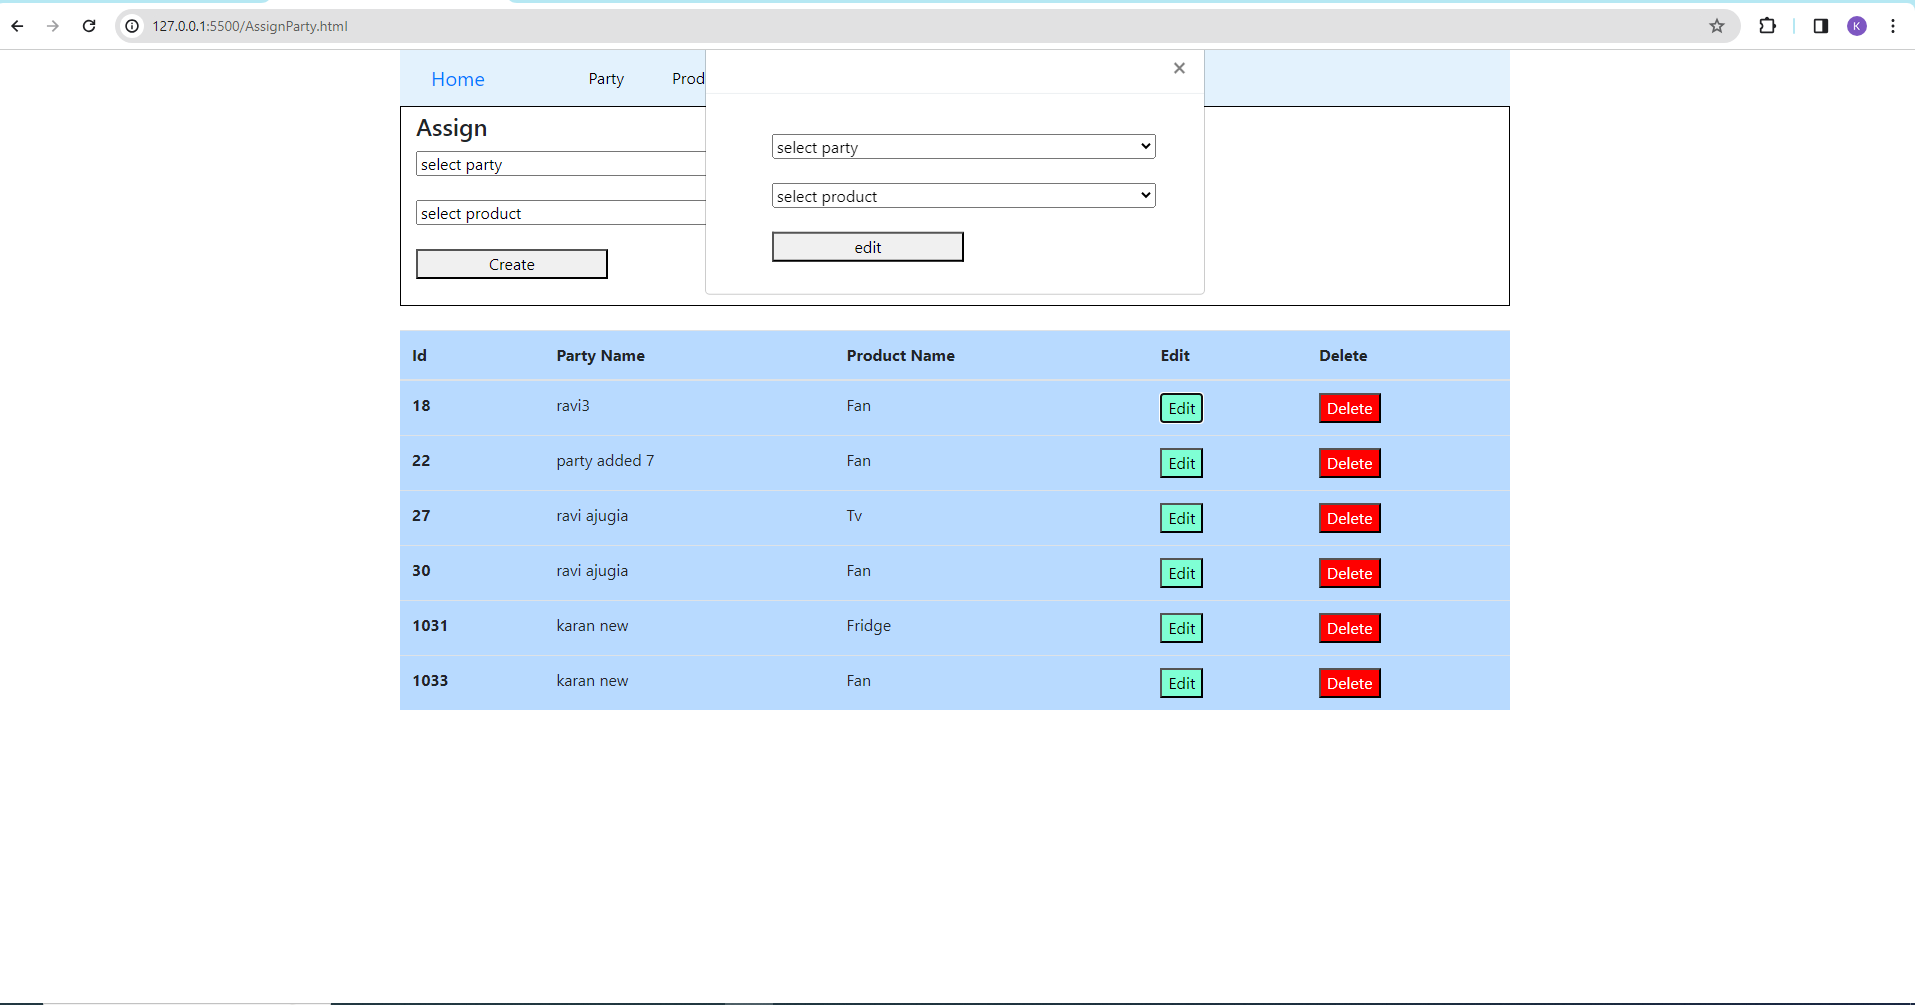 127.0.0.1:5500/AssignParty.html
K
Home Party Prod
×
Assign
select party
select product
Create
select party
select product
edit
Id Party Name Product Name Edit Delete
18 ravi3 Fan Edit Delete
22 party added 7 Fan Edit Delete
27 ravi ajugia Tv Edit Delete
30 ravi ajugia Fan Edit Delete
1031 karan new Fridge Edit Delete
1033 karan new Fan Edit Delete